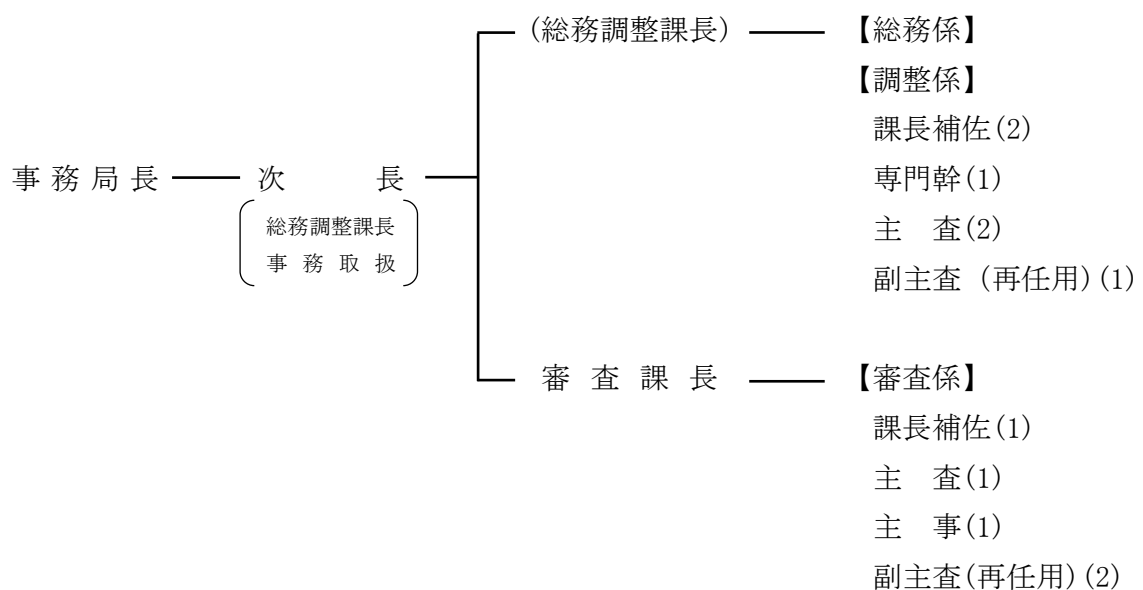 (総務調整課長)
【総務係】
【調整係】
課長補佐(2)
専門幹(1)
主　査(2)
副主査 (再任用)(1)
事務局長
次　長
総務調整課長
事務取扱
審査課長
【審査係】
課長補佐(1)
主　査(1)
主　事(1)
副主査(再任用)(2)